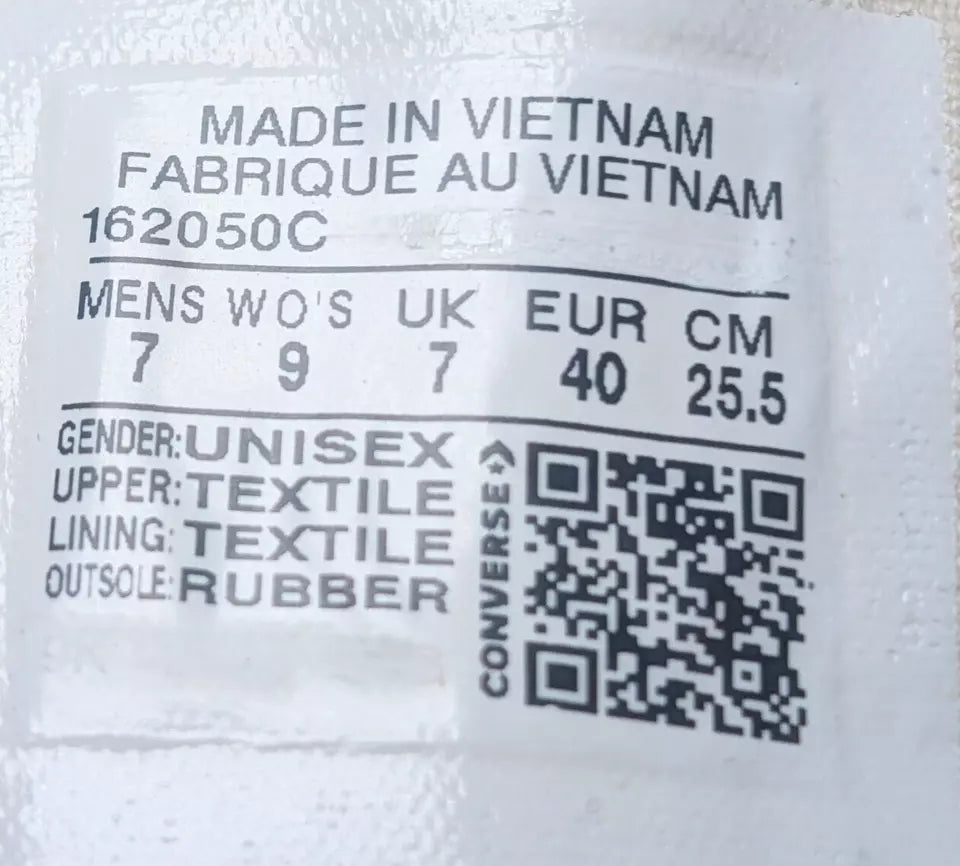 MADE IN VIETNAM
FABRIQUE AU VIETNAM
162050C
MENS WO'S UK EUR CM
7 9 7 40 25.5
GENDER:UNISEX
UPPER:TEXTILE
LINING:TEXTILE
OUTSOLE:RUBBER
CONVERSE